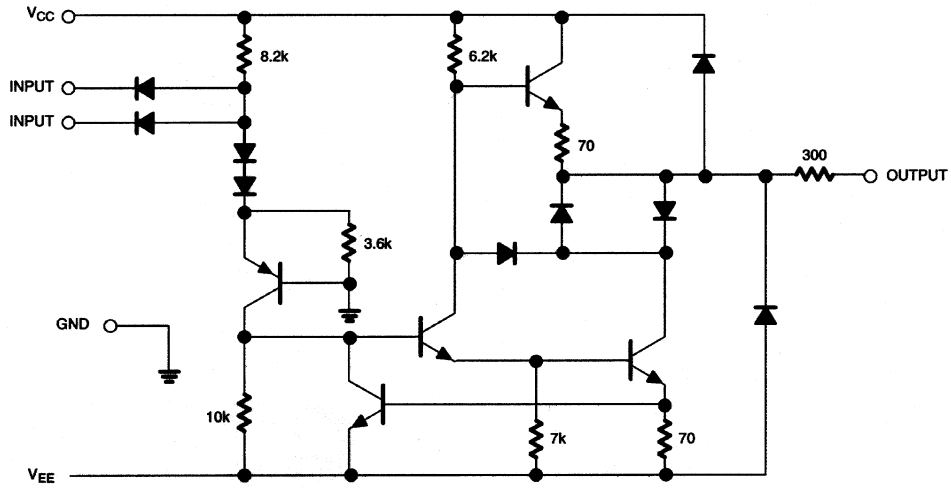 VCC
8.2k
6.2k
INPUT
INPUT
70
300
OUTPUT
3.6k
GND
10k
7k
70
VEE